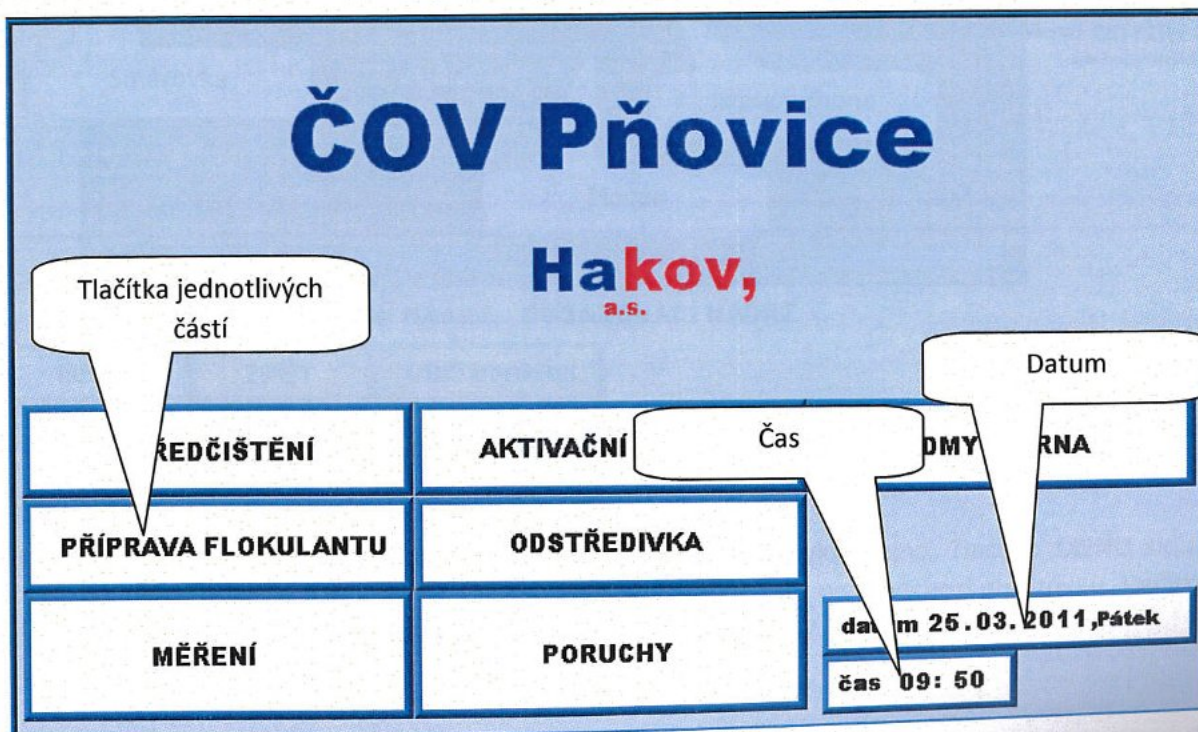 ČOV Pňovice
Hakov,
a.s.
Tlačítka jednotlivých
částí
Datum
Čas
AKTIVAČNÍ
PŘÍPRAVA FLOKULANTU
ODSTŘEDIVKA
MĚŘENÍ
PORUCHY
25.03.2011,Pátek
čas 09:50